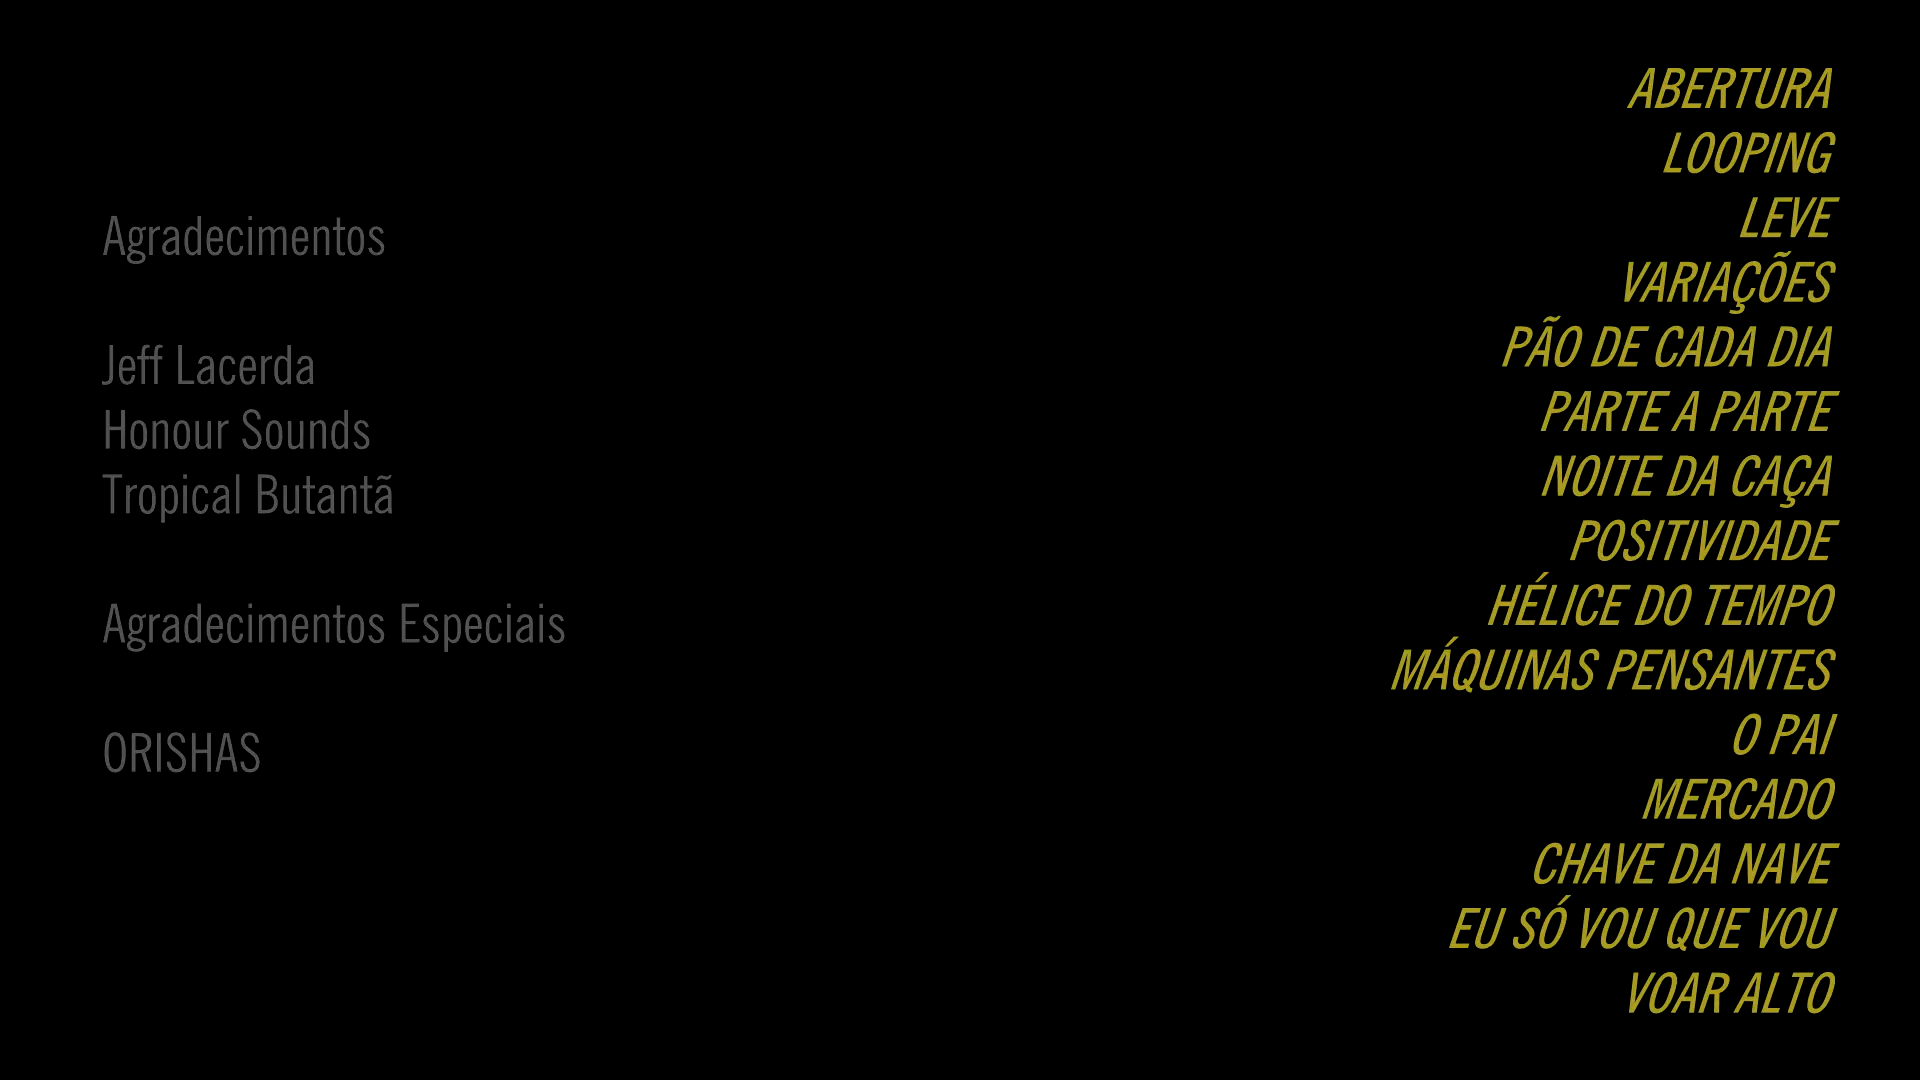 Agradecimentos
Jeff Lacerda
Honour Sounds
Tropical Butantã
Agradecimentos Especiais
ORISHAS
ABERTURA
LOOPING
LEVE
VARIAÇÕES
PÃO DE CADA DIA
PARTE A PARTE
NOITE DA CAÇA
POSITIVIDADE
HÉLICE DO TEMPO
MÁQUINAS PENSANTES
O PAI
MERCADO
CHAVE DA NAVE
EU SÓ VOU QUE VOU
VOAR ALTO